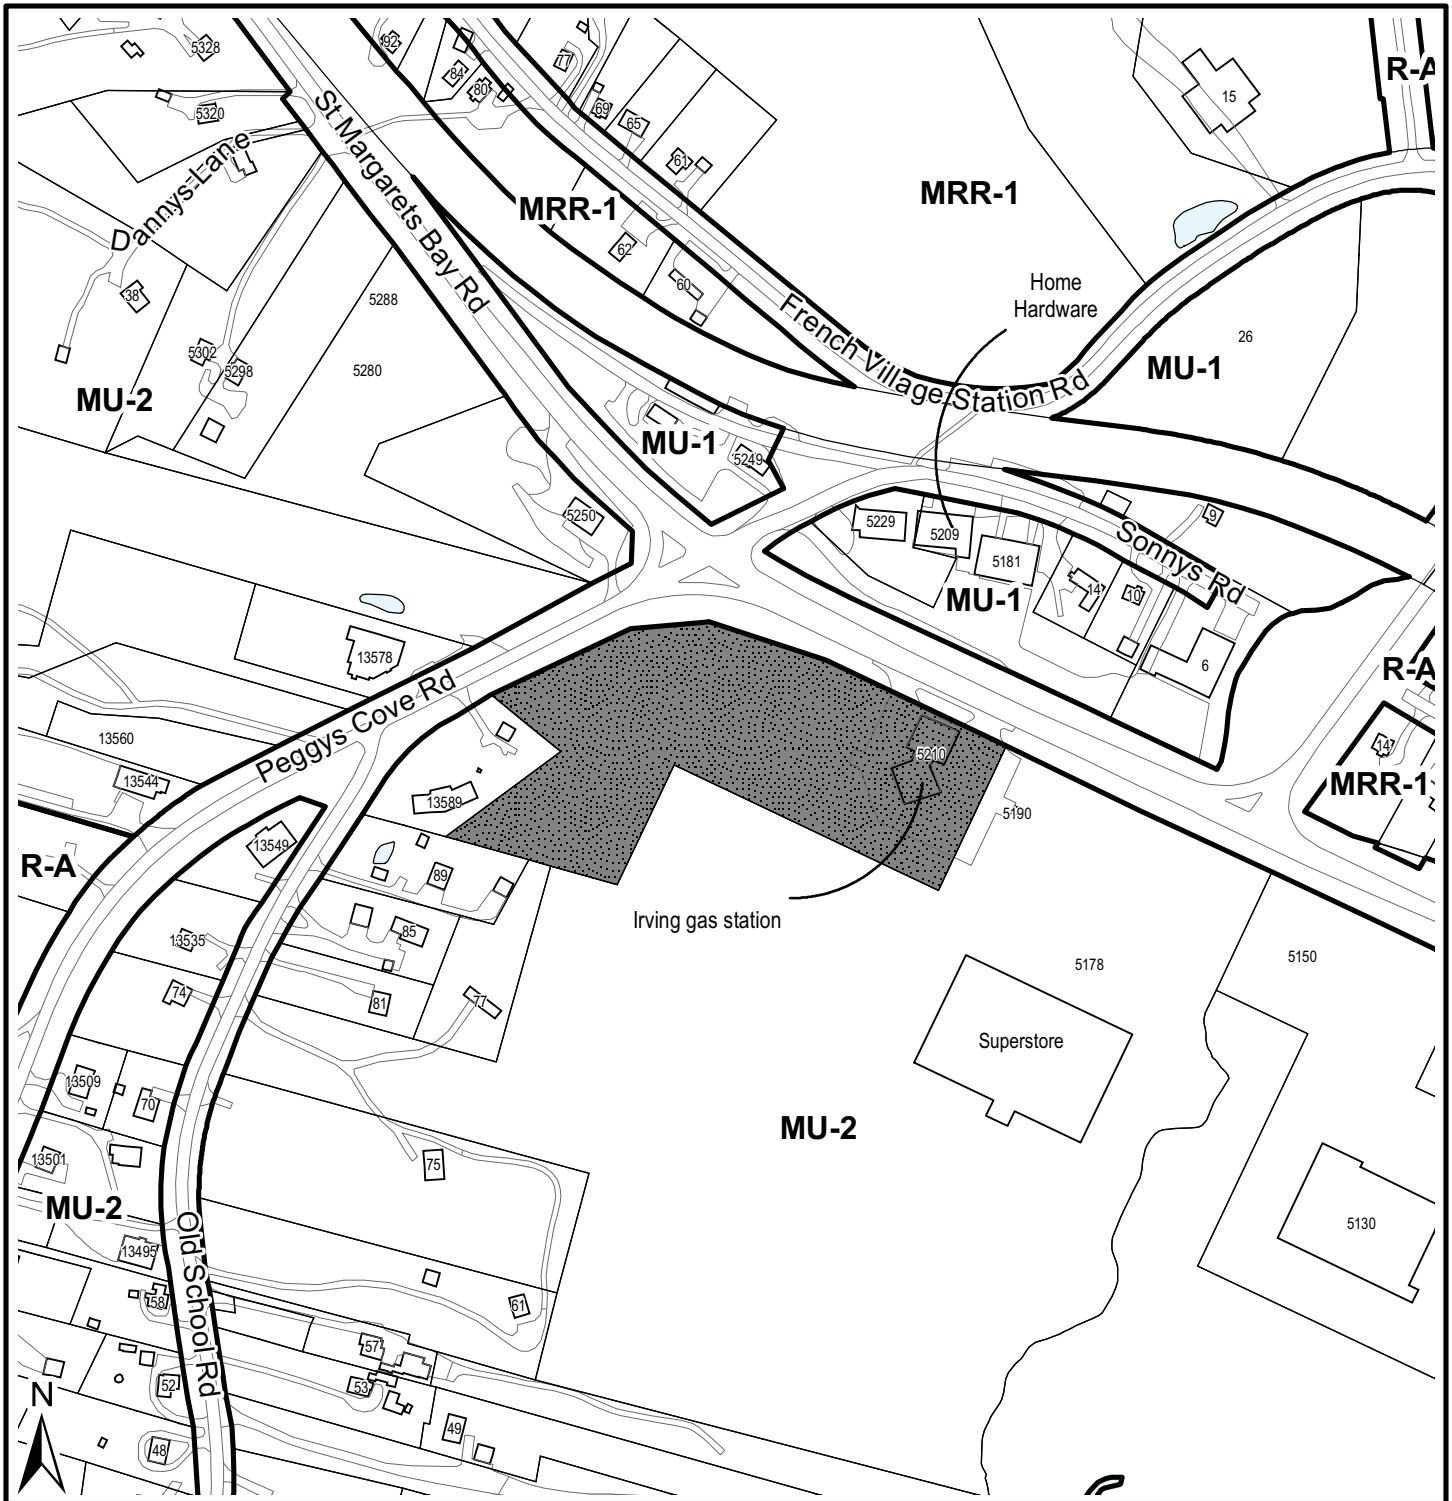 5328
92
84
80
77
69
65
61
15
R-A
5320
St Margarets Bay Rd
Dannys Lane
MRR-1
MRR-1
62
60
38
5288
Home
Hardware
French Village Station Rd
26
MU-1
5302
5298
5280
MU-2
MU-1
5249
5250
5229
5209
5181
9
Sonnys Rd
14
10
MU-1
6
R-A
13578
Peggys Cove Rd
13560
13544
5210
14
MRR-1
13589
5190
13549
R-A
89
Irving gas station
85
13535
74
81
77
5178
5150
Superstore
13509
70
MU-2
13501
75
MU-2
5130
Old School Rd
13495
58
61
57
52
53
N
49
48